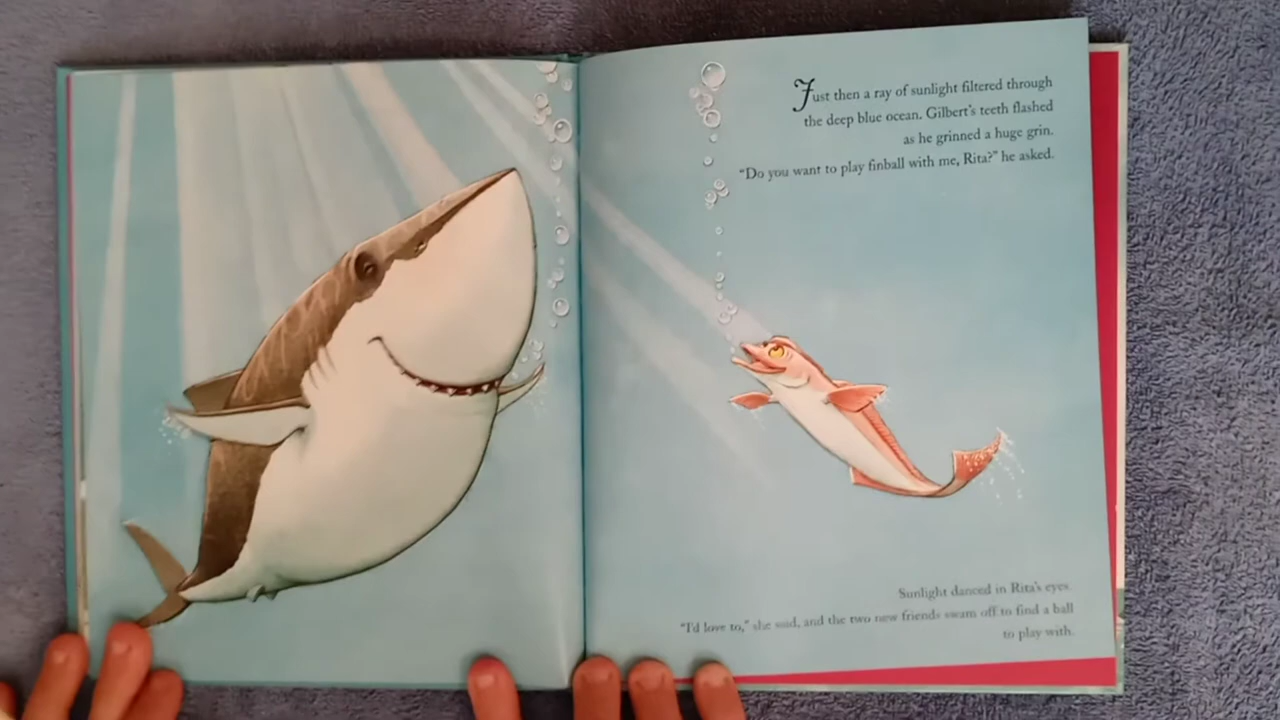 Just then a ray of sunlight filtered through
the deep blue ocean. Gilbert's teeth flashed
as he grinned a huge grin.
"Do you want to play finball with me, Rita?" he asked.
Sunlight danced in Rita's eyes.
"I'd love to," she said, and the two new friends swam off to find a ball
to play with.